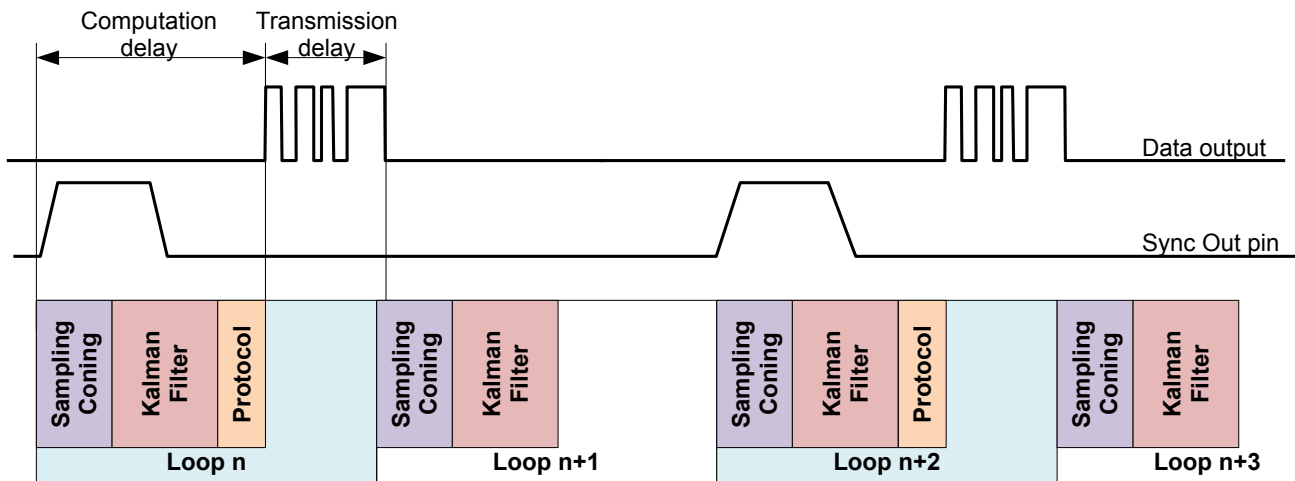 Computation
delay
Transmission
delay
Data output
Sync Out pin
Sampling
Coning
Kalman
Filter
Protocol
Sampling
Coning
Kalman
Filter
Sampling
Coning
Kalman
Filter
Protocol
Sampling
Coning
Kalman
Filter
Loop n
Loop n+1
Loop n+2
Loop n+3